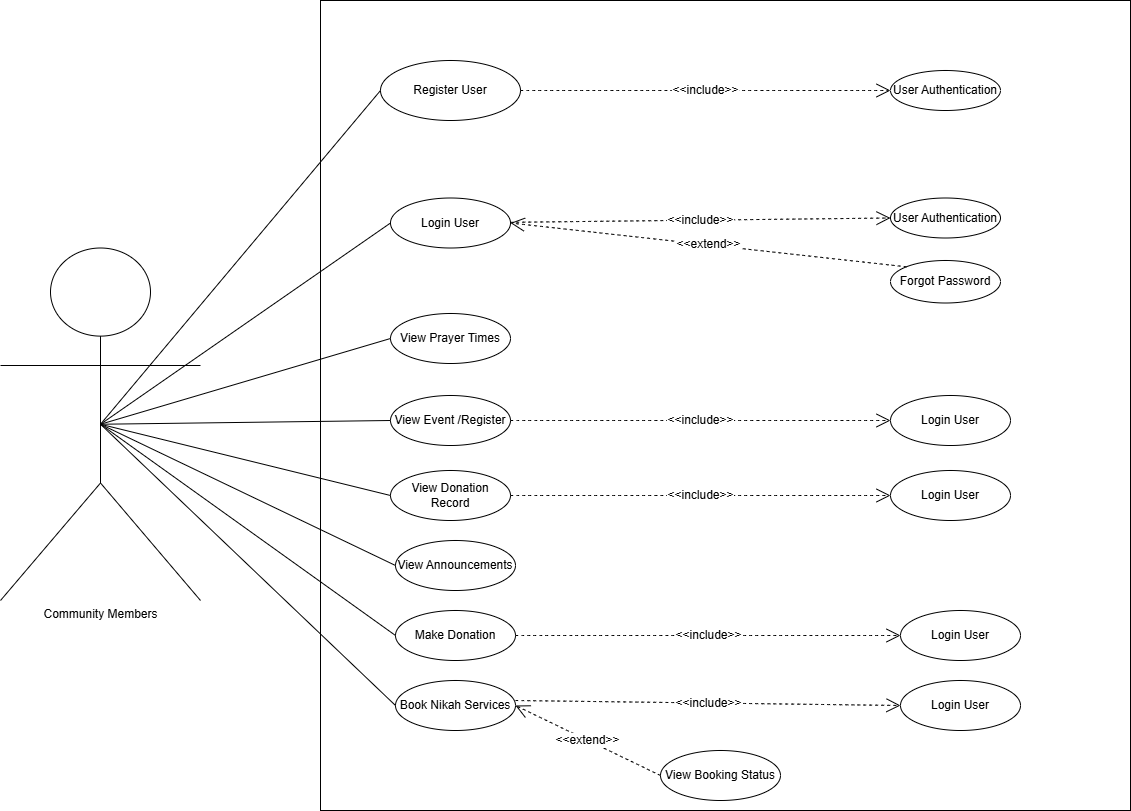 Register User
<<include>>
User Authentication
Login User
<<include>>
User Authentication
<<extend>>
Forgot Password
View Prayer Times
View Event /Register
<<include>>
Login User
View Donation
Record
<<include>>
Login User
View Announcements
Community Members
Make Donation
<<include>>
Login User
Book Nikah Services
<<include>>
Login User
<<extend>>
View Booking Status